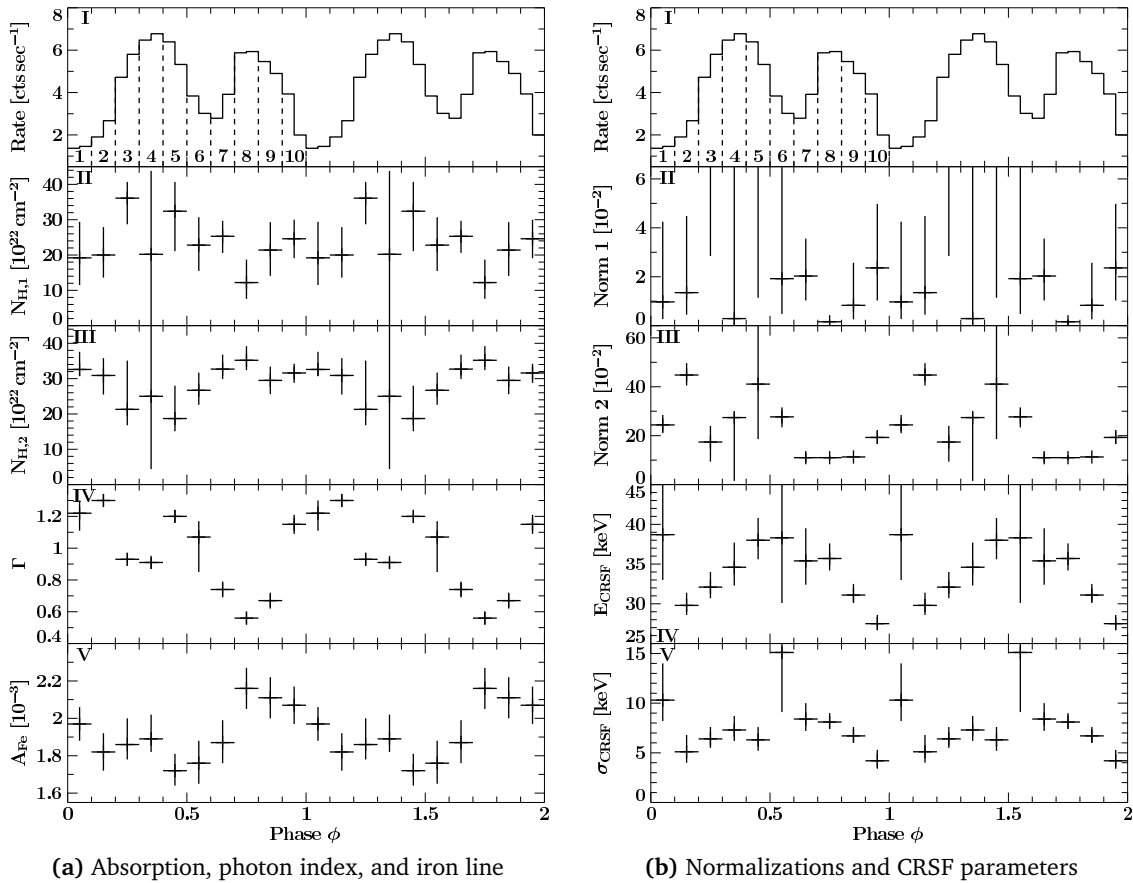 I
Rate [cts sec⁻¹]
8
6
4
2
1 2 3 4 5 6 7 8 9 10
II
N_H,1 [10²² cm⁻²]
40
30
20
10
0
III
N_H,2 [10²² cm⁻²]
40
30
20
10
0
IV
Γ
1.2
1
0.8
0.6
0.4
V
A_Fe [10⁻³]
2.2
2.0
1.8
1.6
0 0.5 1 1.5 2
Phase ϕ
(a) Absorption, photon index, and iron line
I
Rate [cts sec⁻¹]
8
6
4
2
1 2 3 4 5 6 7 8 9 10
II
Norm 1 [10⁻²]
6
4
2
0
III
Norm 2 [10⁻²]
60
40
20
0
E_CRSF [keV]
45
40
35
30
25
IV
V
σ_CRSF [keV]
15
10
5
0
0 0.5 1 1.5 2
Phase ϕ
(b) Normalizations and CRSF parameters